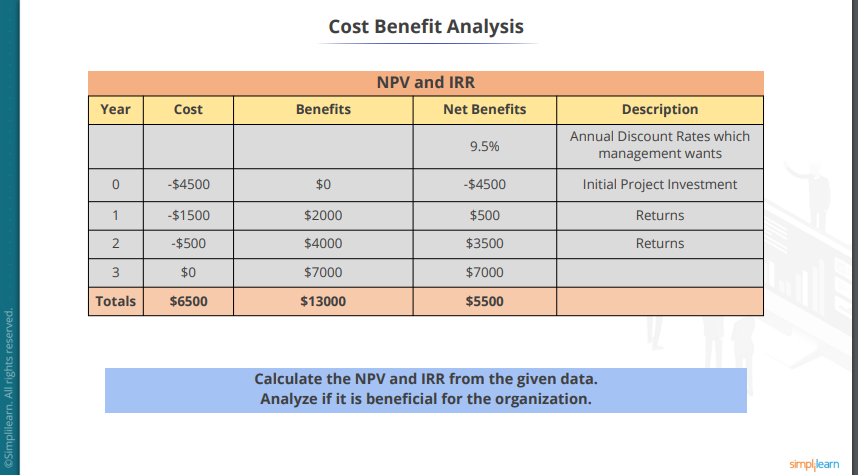 Cost Benefit Analysis
NPV and IRR
Year Cost Benefits Net Benefits Description
9.5% Annual Discount Rates which
management wants
0 -$4500 $0 -$4500 Initial Project Investment
1 -$1500 $2000 $500 Returns
2 -$500 $4000 $3500 Returns
3 $0 $7000 $7000
Totals $6500 $13000 $5500
Calculate the NPV and IRR from the given data.
Analyze if it is beneficial for the organization.
©Simplilearn. All rights reserved.
simplilearn